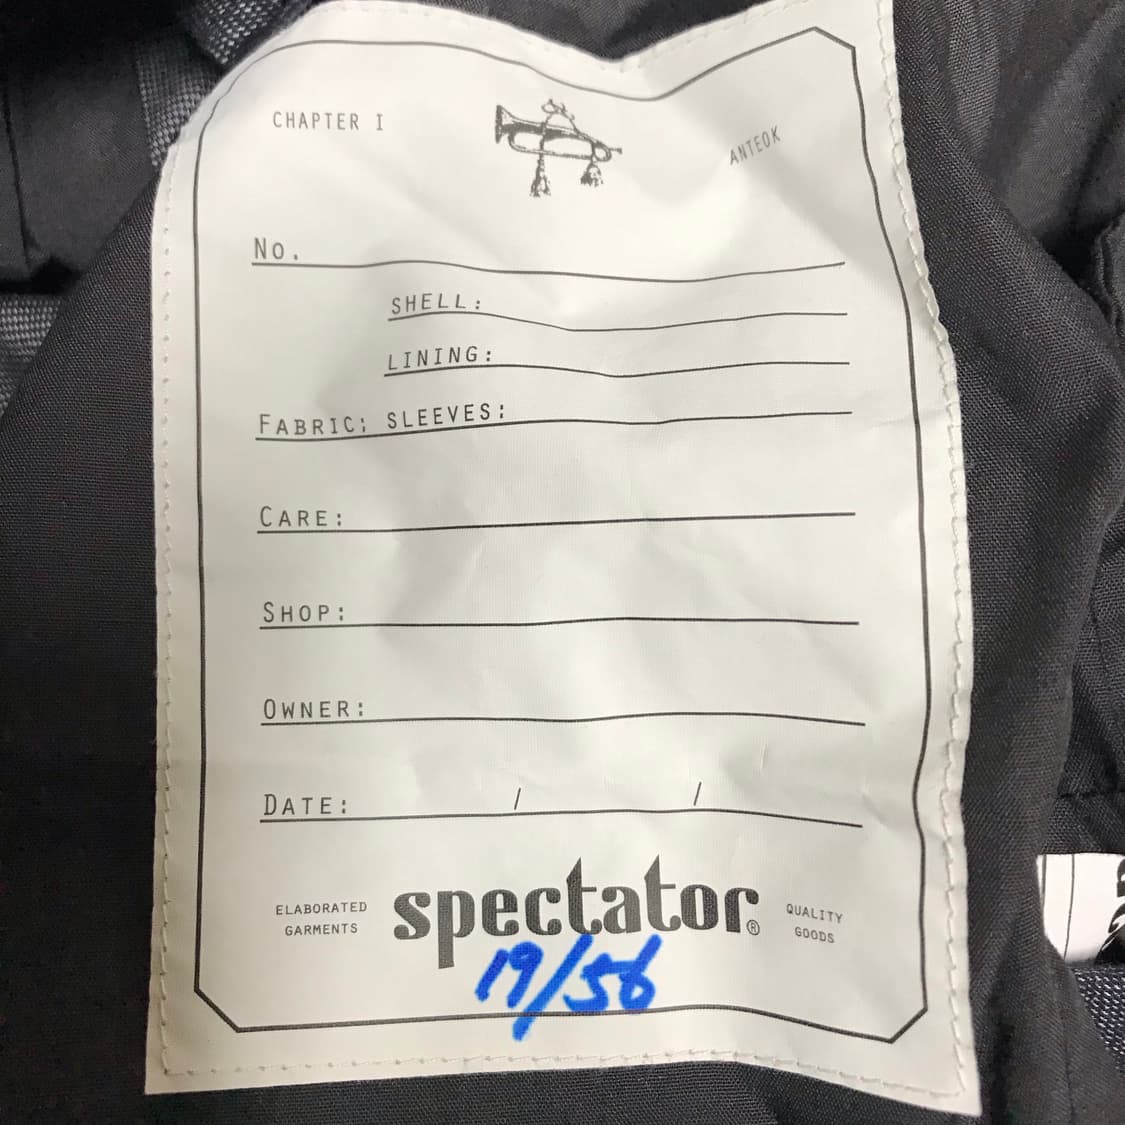 CHAPTER I
ANTEOK
No.
SHELL:
LINING:
FABRIC: SLEEVES:
CARE:
SHOP:
OWNER:
DATE: / /
ELABORATED GARMENTS
spectator®
QUALITY GOODS
19/56